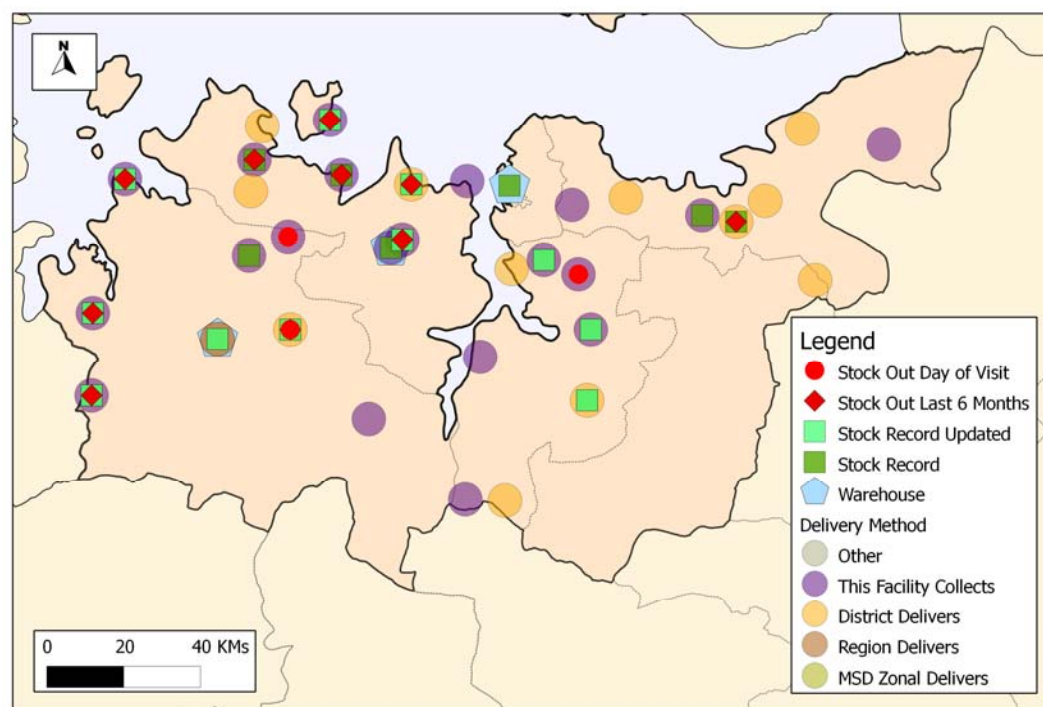 N
Legend
Stock Out Day of Visit
Stock Out Last 6 Months
Stock Record Updated
Stock Record
Warehouse
Delivery Method
Other
This Facility Collects
District Delivers
Region Delivers
MSD Zonal Delivers
0 20 40 KMs